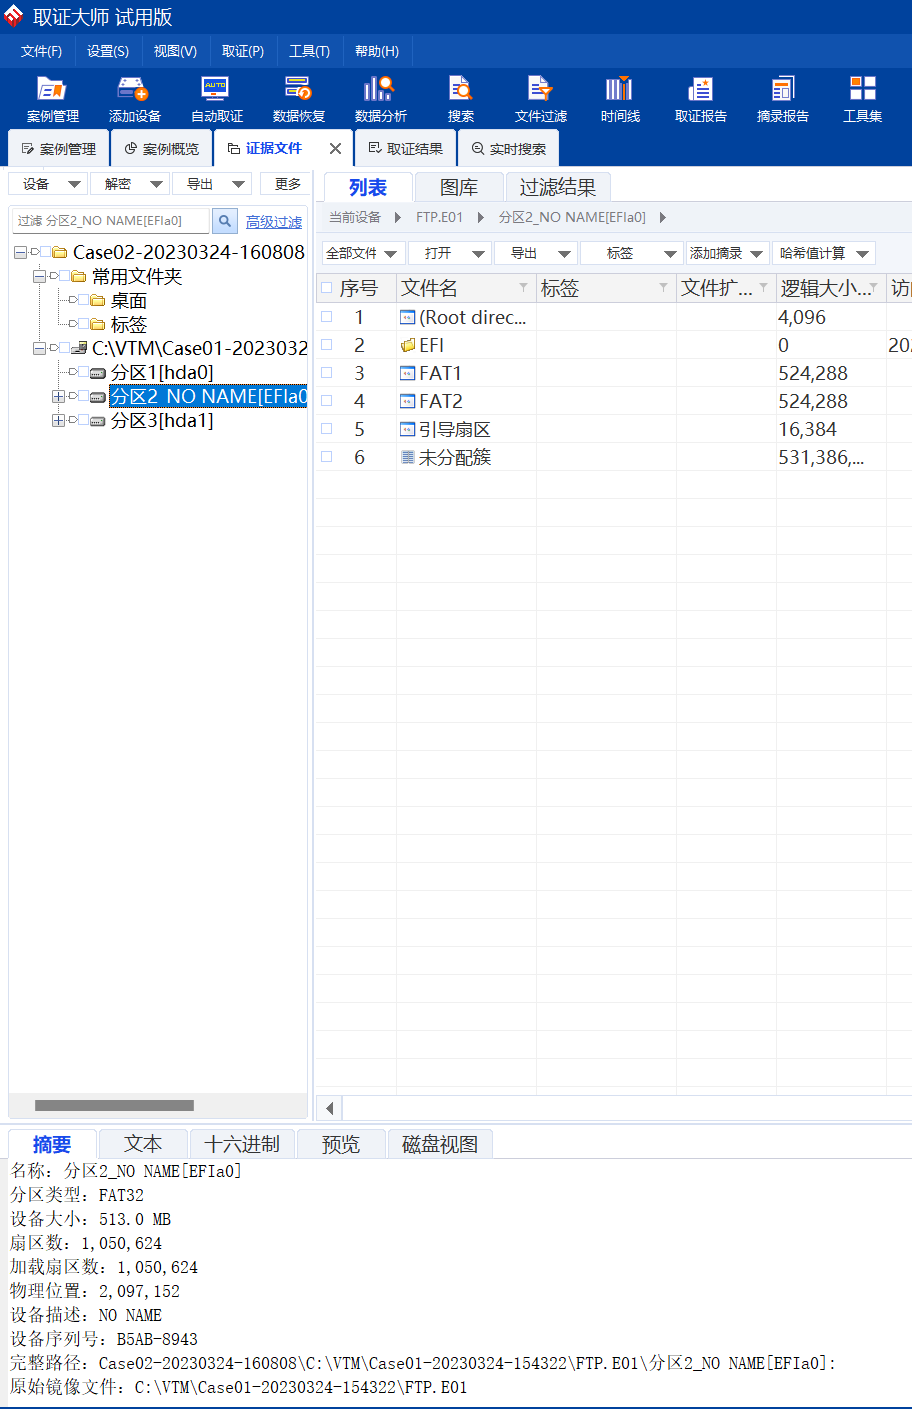 取证大师 试用版
文件(F) 设置(S) 视图(V) 取证(P) 工具(T) 帮助(H)
AUTO
案例管理 添加设备 自动取证 数据恢复 数据分析 搜索 文件过滤 时间线 取证报告 摘录报告 工具集
案例管理 案例概览 证据文件 取证结果 实时搜索
设备 解密 导出 更多
列表 图库 过滤结果
过滤 分区2_NO NAME[EFIa0] 高级过滤
当前设备 FTP.E01 分区2_NO NAME[EFIa0]
全部文件 打开 导出 标签 添加摘录 哈希值计算
Case02-20230324-160808
常用文件夹
桌面
标签
C:\VTM\Case01-2023032
分区1[hda0]
分区2_NO NAME[EFIa0
分区3[hda1]
序号 文件名 标签 文件扩... 逻辑大小... 访
1 (Root direc... 4,096
2 EFI 0 20
3 FAT1 524,288
4 FAT2 524,288
5 引导扇区 16,384
6 未分配簇 531,386,...
摘要 文本 十六进制 预览 磁盘视图
名称: 分区2_NO NAME[EFIa0]
分区类型: FAT32
设备大小: 513.0 MB
扇区数: 1,050,624
加载扇区数: 1,050,624
物理位置: 2,097,152
设备描述: NO NAME
设备序列号: B5AB-8943
完整路径: Case02-20230324-160808\C:\VTM\Case01-20230324-154322\FTP.E01\分区2_NO NAME[EFIa0]:
原始镜像文件: C:\VTM\Case01-20230324-154322\FTP.E01